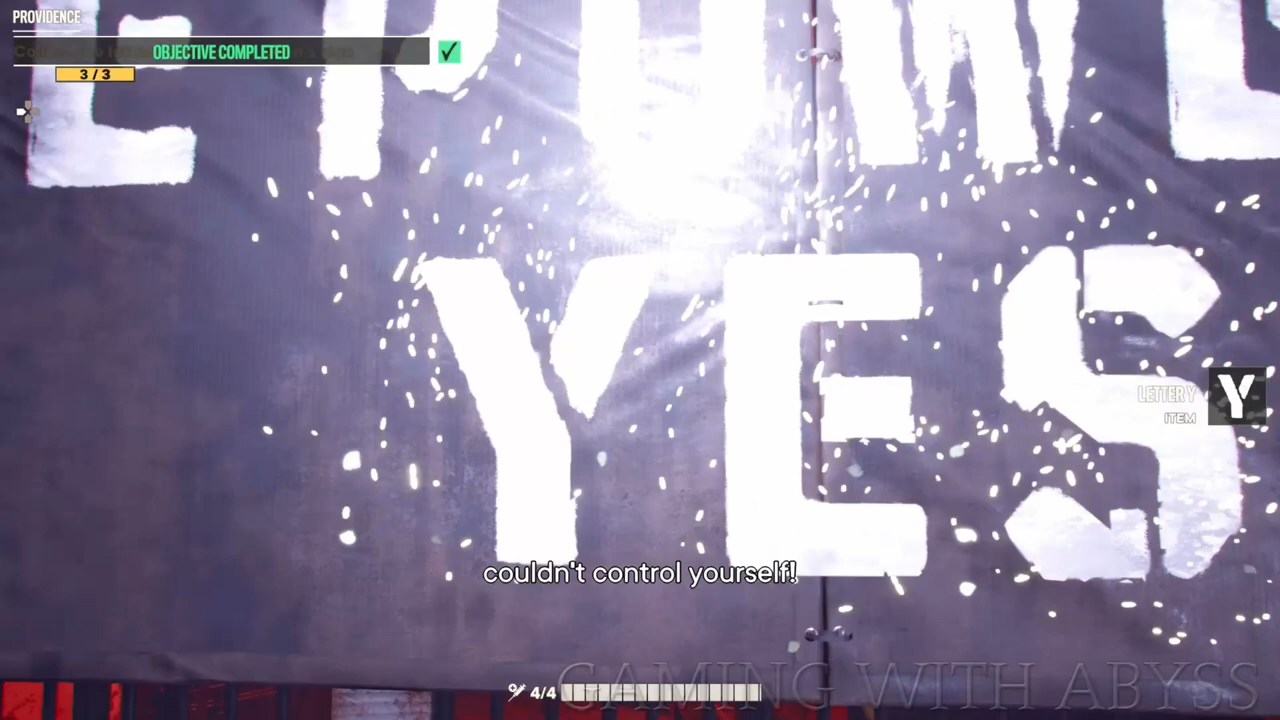 PROVIDENCE
OBJECTIVE COMPLETED
3 / 3
YES
LETTER Y
ITEM
Y
couldn't control yourself!
4/4
GAMING WITH ABYSS